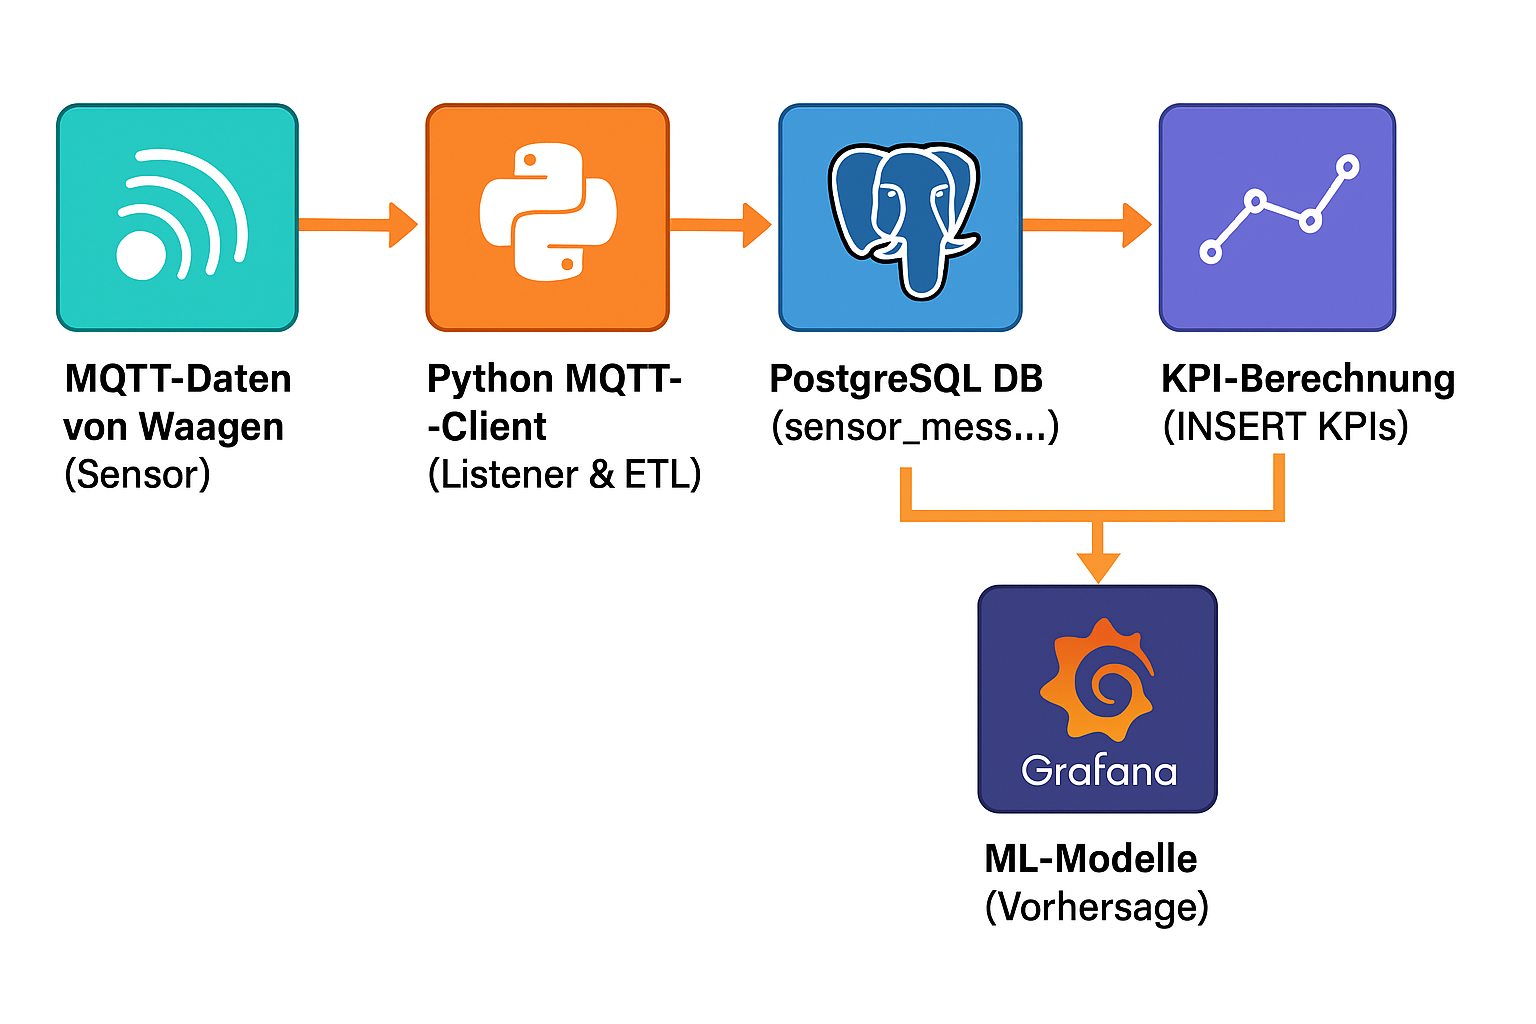 MQTT-Daten
von Waagen
(Sensor)
Python MQTT-
-Client
(Listener & ETL)
PostgreSQL DB
(sensor_mess...)
KPI-Berechnung
(INSERT KPIs)
Grafana
ML-Modelle
(Vorhersage)